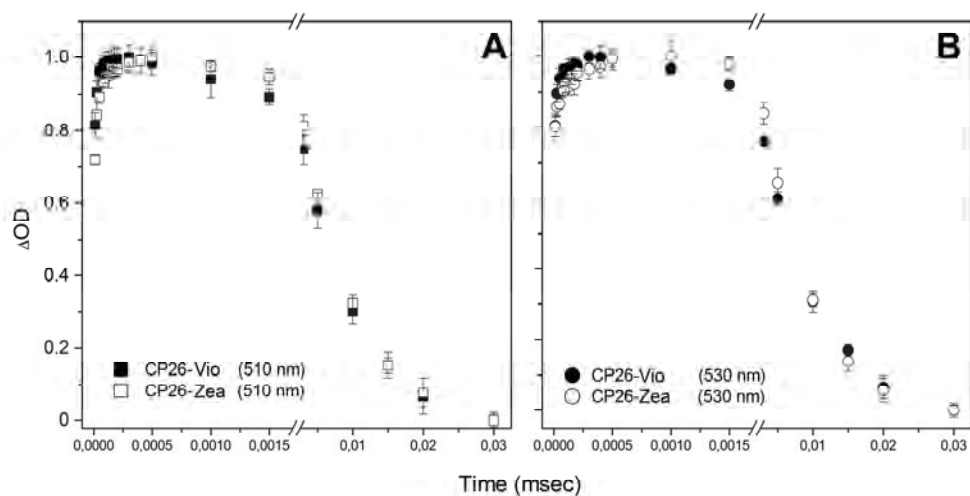 A
B
1.0
0.8
0.6
0.4
0.2
0
ΔOD
CP26-Vio (510 nm)
CP26-Zea (510 nm)
CP26-Vio (530 nm)
CP26-Zea (530 nm)
0,0000 0,0005 0,0010 0,0015 0,01 0,02 0,03
0,0000 0,0005 0,0010 0,0015 0,01 0,02 0,03
Time (msec)